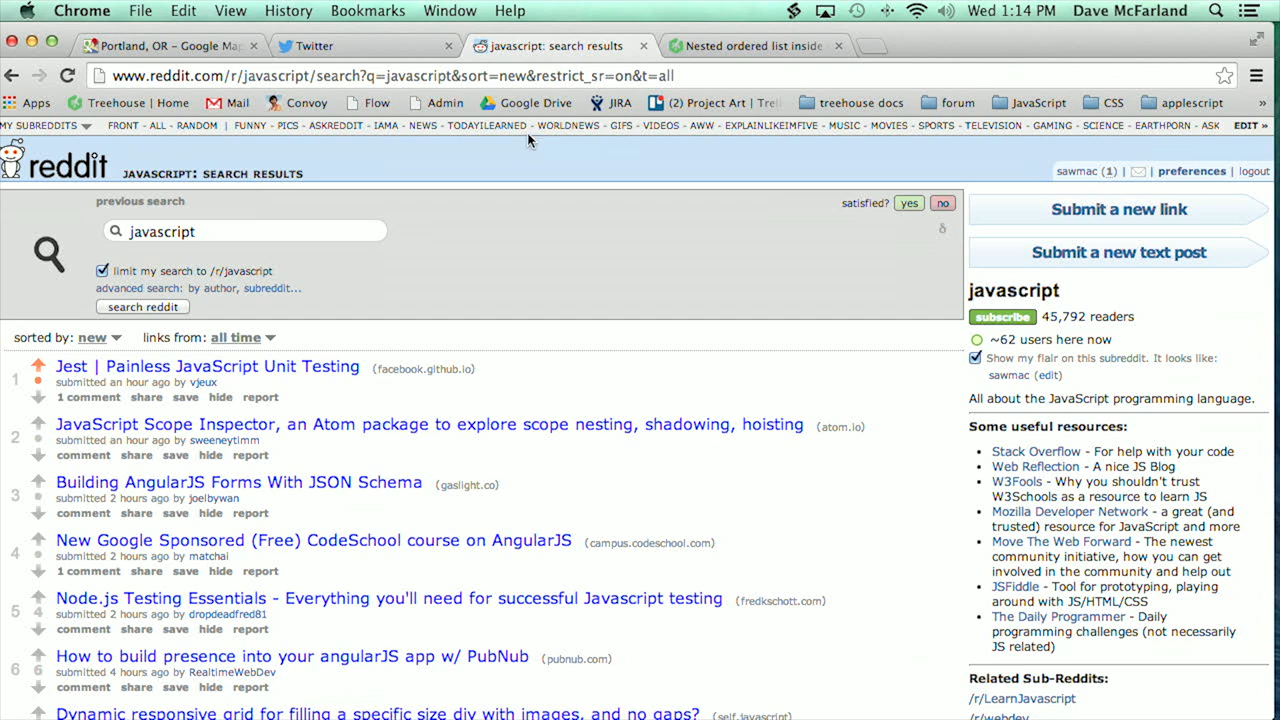 Chrome File Edit View History Bookmarks Window Help Wed 1:14 PM Dave McFarland
Portland, OR – Google Ma Twitter javascript: search results Nested ordered list inside
www.reddit.com/r/javascript/search?q=javascript&sort=new&restrict_sr=on&t=all
Apps Treehouse | Home Mail Convoy Flow Admin Google Drive JIRA (2) Project Art | Trel treehouse docs forum JavaScript CSS applescript »
MY SUBREDDITS FRONT - ALL - RANDOM | FUNNY - PICS - ASKREDDIT - IAMA - NEWS - TODAYILEARNED - WORLDNEWS - GIFS - VIDEOS - AWW - EXPLAINLIKEIMFIVE - MUSIC - MOVIES - SPORTS - TELEVISION - GAMING - SCIENCE - EARTHPORN - ASK EDIT »
reddit JAVASCRIPT: SEARCH RESULTS
sawmac (1) | | preferences | logout
previous search
satisfied? yes no
javascript
limit my search to /r/javascript
advanced search: by author, subreddit...
search reddit
sorted by: new links from: all time
1
Jest | Painless JavaScript Unit Testing (facebook.github.io)
submitted an hour ago by vjeux
1 comment share save hide report
2
JavaScript Scope Inspector, an Atom package to explore scope nesting, shadowing, hoisting (atom.io)
submitted an hour ago by sweeneytimm
comment share save hide report
3
Building AngularJS Forms With JSON Schema (gaslight.co)
submitted 2 hours ago by joelbywan
comment share save hide report
4
New Google Sponsored (Free) CodeSchool course on AngularJS (campus.codeschool.com)
submitted 2 hours ago by matchai
1 comment share save hide report
5 4
Node.js Testing Essentials - Everything you'll need for successful Javascript testing (fredkschott.com)
submitted 2 hours ago by dropdeadfred81
comment share save hide report
6 6
How to build presence into your angularJS app w/ PubNub (pubnub.com)
submitted 4 hours ago by RealtimeWebDev
comment share save hide report
Dynamic responsive grid for filling a specific size div with images, and no gaps? (self.javascript)
Submit a new link
Submit a new text post
javascript
subscribe 45,792 readers
~62 users here now
Show my flair on this subreddit. It looks like:
sawmac (edit)
All about the JavaScript programming language.
Some useful resources:
• Stack Overflow - For help with your code
• Web Reflection - A nice JS Blog
• W3Fools - Why you shouldn't trust
W3Schools as a resource to learn JS
• Mozilla Developer Network - a great (and
trusted) resource for JavaScript and more
• Move The Web Forward - The newest
community initiative, how you can get
involved in the community and help out
• JSFiddle - Tool for prototyping, playing
around with JS/HTML/CSS
• The Daily Programmer - Daily
programming challenges (not necessarily
JS related)
Related Sub-Reddits:
/r/LearnJavascript
/r/webdev